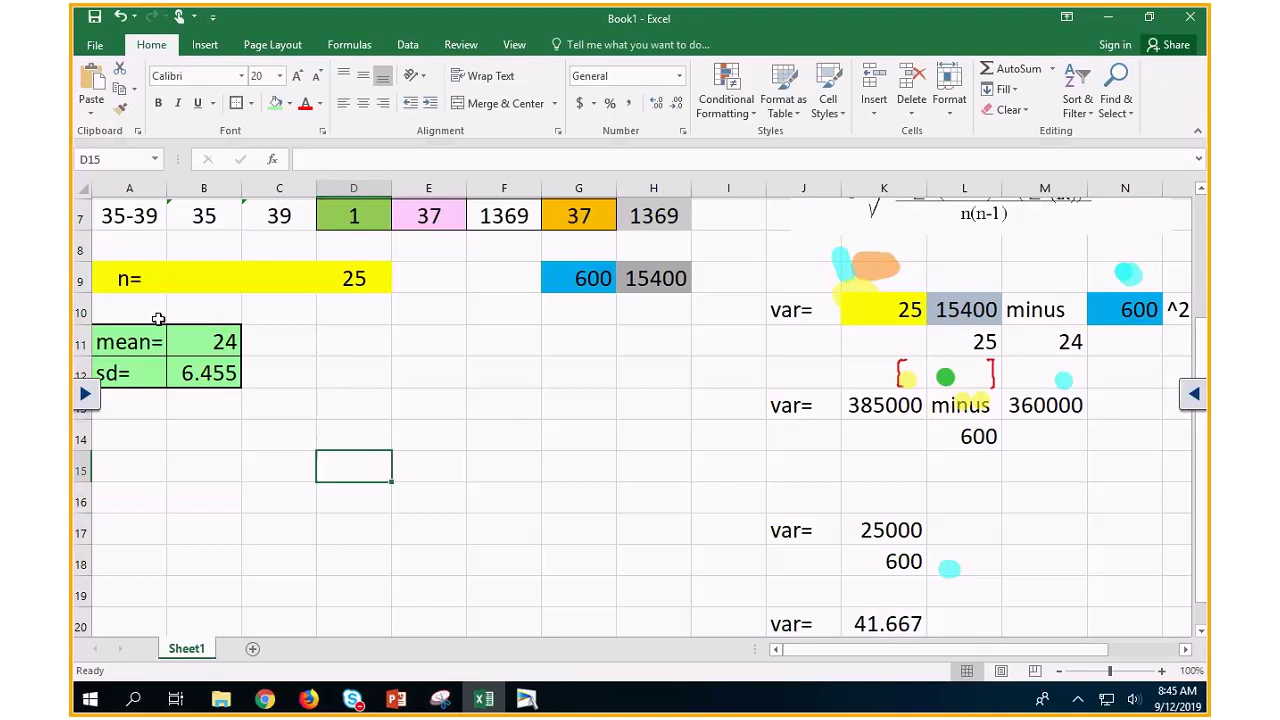 Book1 - Excel
File Home Insert Page Layout Formulas Data Review View Tell me what you want to do... Sign in Share
Calibri 20 Wrap Text General AutoSum
Paste B I U Merge & Center $ % , Conditional Formatting Format as Table Cell Styles Insert Delete Format Fill Clear Sort & Filter Find & Select
Clipboard Font Alignment Number Styles Cells Editing
D15 fx
A B C D E F G H I J K L M N
7 35-39 35 39 1 37 1369 37 1369 n(n-1)
8
9 n= 25 600 15400
10 var= 25 15400 minus 600 ^2
11 mean= 24 25 24
12 sd= 6.455
var= 385000 minus 360000
14 600
15
16
17 var= 25000
18 600
19
20 var= 41.667
Sheet1
Ready 100%
8:45 AM
9/12/2019